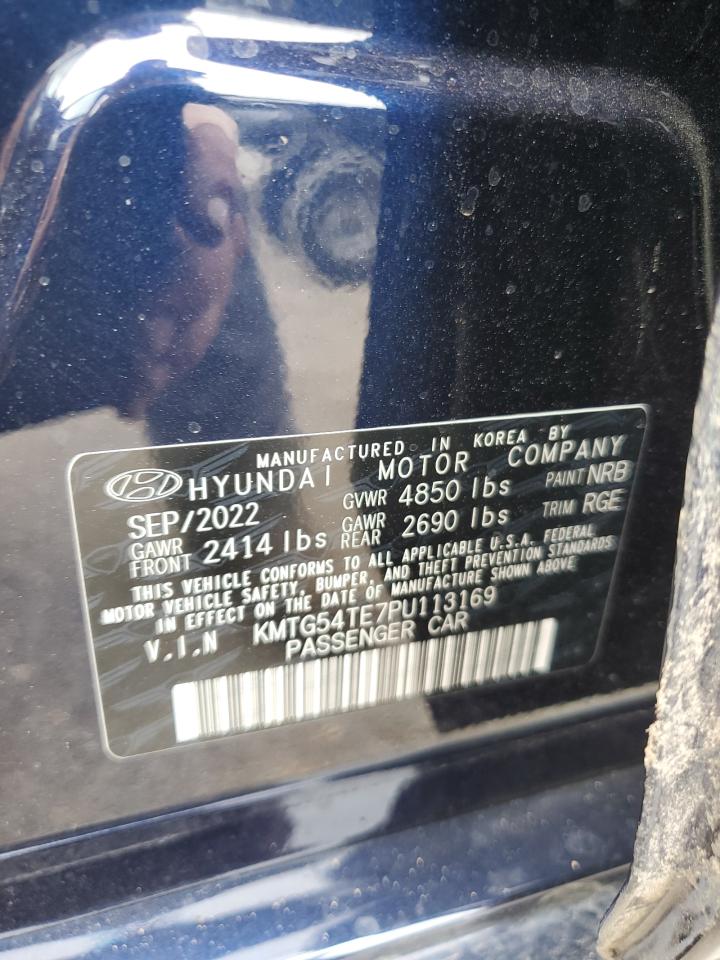 MANUFACTURED IN KOREA BY
HYUNDAI MOTOR COMPANY
SEP/2022 GVWR 4850 lbs PAINT NRB
GAWR FRONT 2414 lbs GAWR REAR 2690 lbs TRIM RGE
THIS VEHICLE CONFORMS TO ALL APPLICABLE U.S.A. FEDERAL
MOTOR VEHICLE SAFETY, BUMPER, AND THEFT PREVENTION STANDARDS
IN EFFECT ON THE DATE OF MANUFACTURE SHOWN ABOVE
V.I.N KMTG54TE7PU113169
PASSENGER CAR